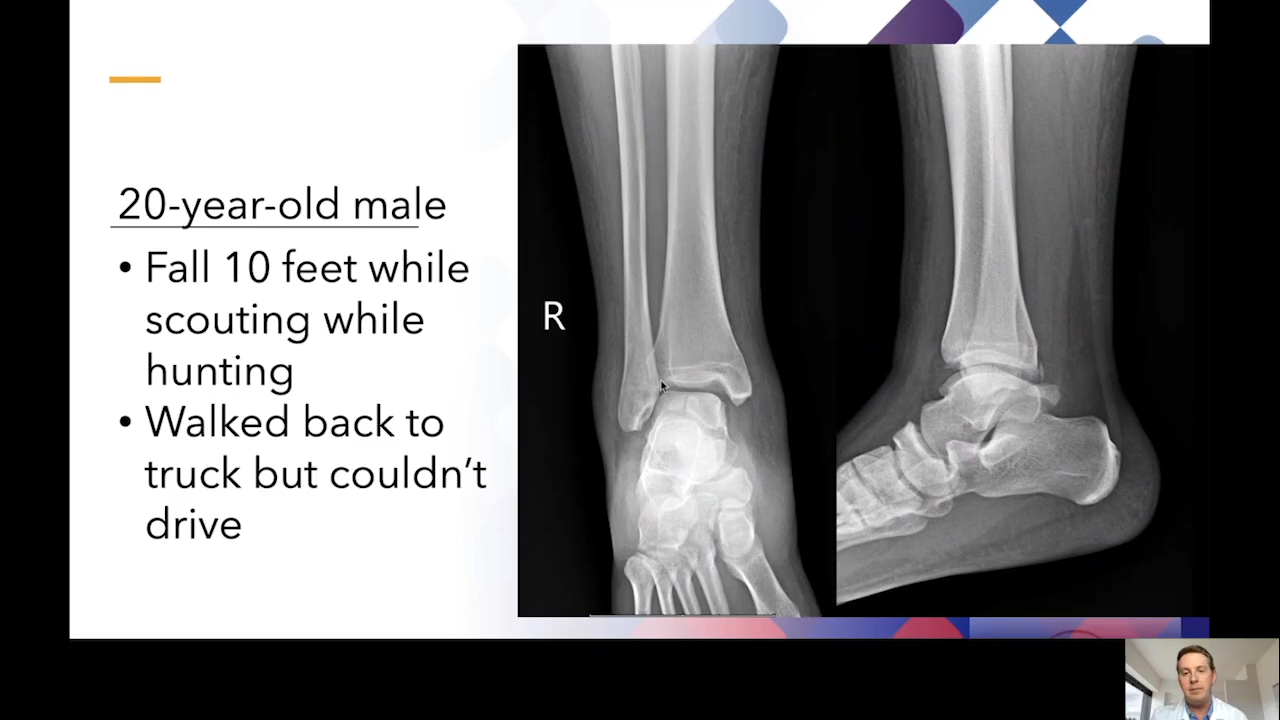 20-year-old male
• Fall 10 feet while
scouting while
hunting
• Walked back to
truck but couldn’t
drive
R